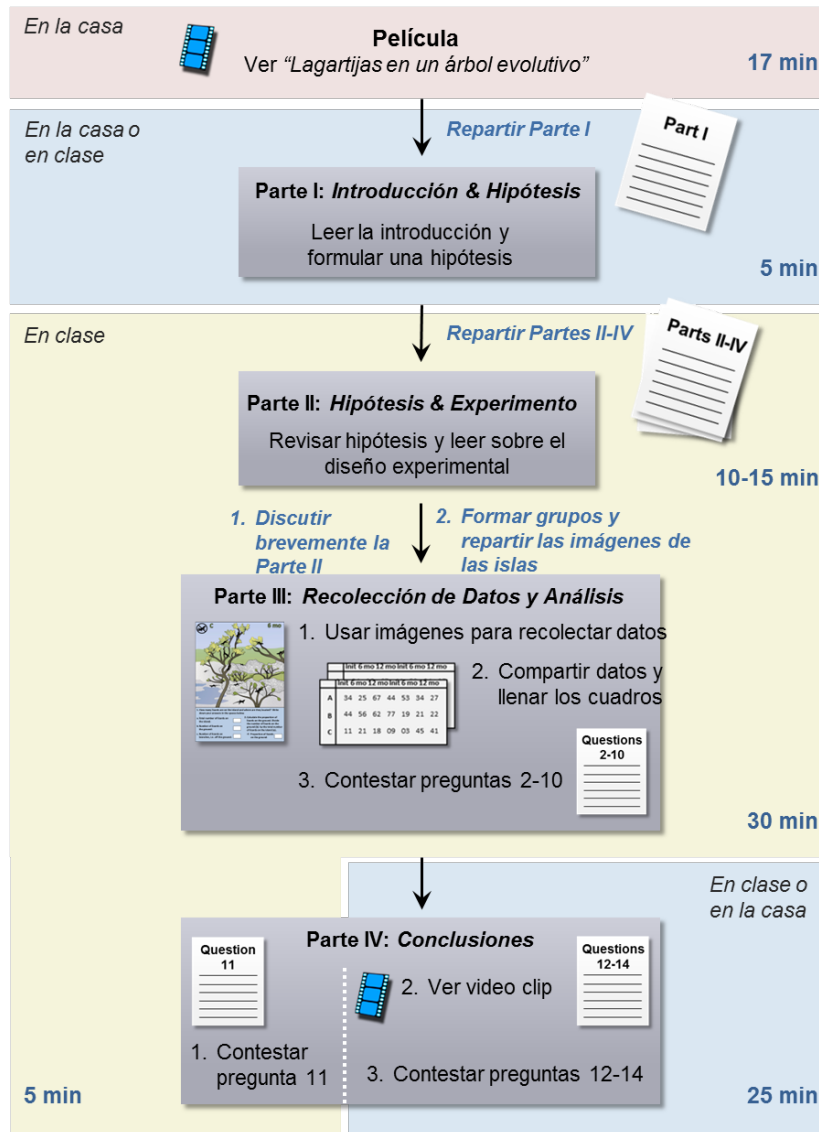 En la casa
Película
Ver “Lagartijas en un árbol evolutivo”
17 min
En la casa o
en clase
Repartir Parte I
Part I
Parte I: Introducción & Hipótesis
Leer la introducción y
formular una hipótesis
5 min
En clase
Repartir Partes II-IV
Parts II-IV
Parte II: Hipótesis & Experimento
Revisar hipótesis y leer sobre el
diseño experimental
10-15 min
1. Discutir
brevemente la
Parte II
2. Formar grupos y
repartir las imágenes de
las islas
Parte III: Recolección de Datos y Análisis
C 6 mo
1. Usar imágenes para recolectar datos
Init 6 mo 12 mo Init 6 mo 12 mo
Init 6 mo 12 mo Init 6 mo 12 mo
A 34 25 67 44 53 34 27
B 44 56 62 77 19 21 22
C 11 21 18 09 03 45 41
2. Compartir datos y
llenar los cuadros
3. Contestar preguntas 2-10
Questions
2-10
30 min
En clase o
en la casa
Parte IV: Conclusiones
Question
11
1. Contestar
pregunta 11
2. Ver video clip
Questions
12-14
3. Contestar preguntas 12-14
5 min
25 min